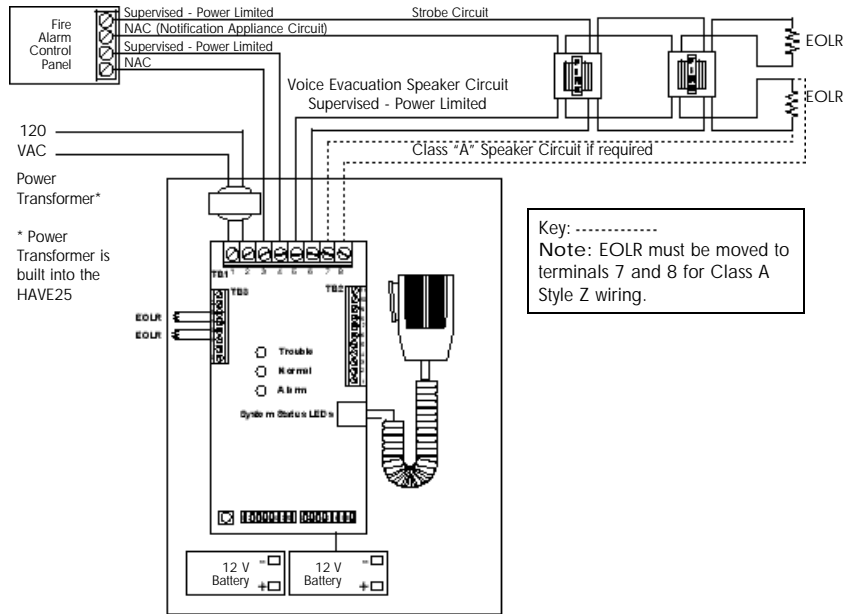 Fire
Alarm
Control
Panel
Supervised - Power Limited
Strobe Circuit
NAC (Notification Appliance Circuit)
Supervised - Power Limited
NAC
EOLR
EOLR
Voice Evacuation Speaker Circuit
Supervised - Power Limited
Class "A" Speaker Circuit if required
120
VAC
Power
Transformer*
* Power
Transformer is
built into the
HAVE25
Key: -------------
Note: EOLR must be moved to
terminals 7 and 8 for Class A
Style Z wiring.
1 2 3 4 5 6 7 8
TB1
TB3
TB2
EOLR
EOLR
Trouble
Normal
Alarm
System Status LEDs
12 V
Battery
- +
12 V
Battery
- +